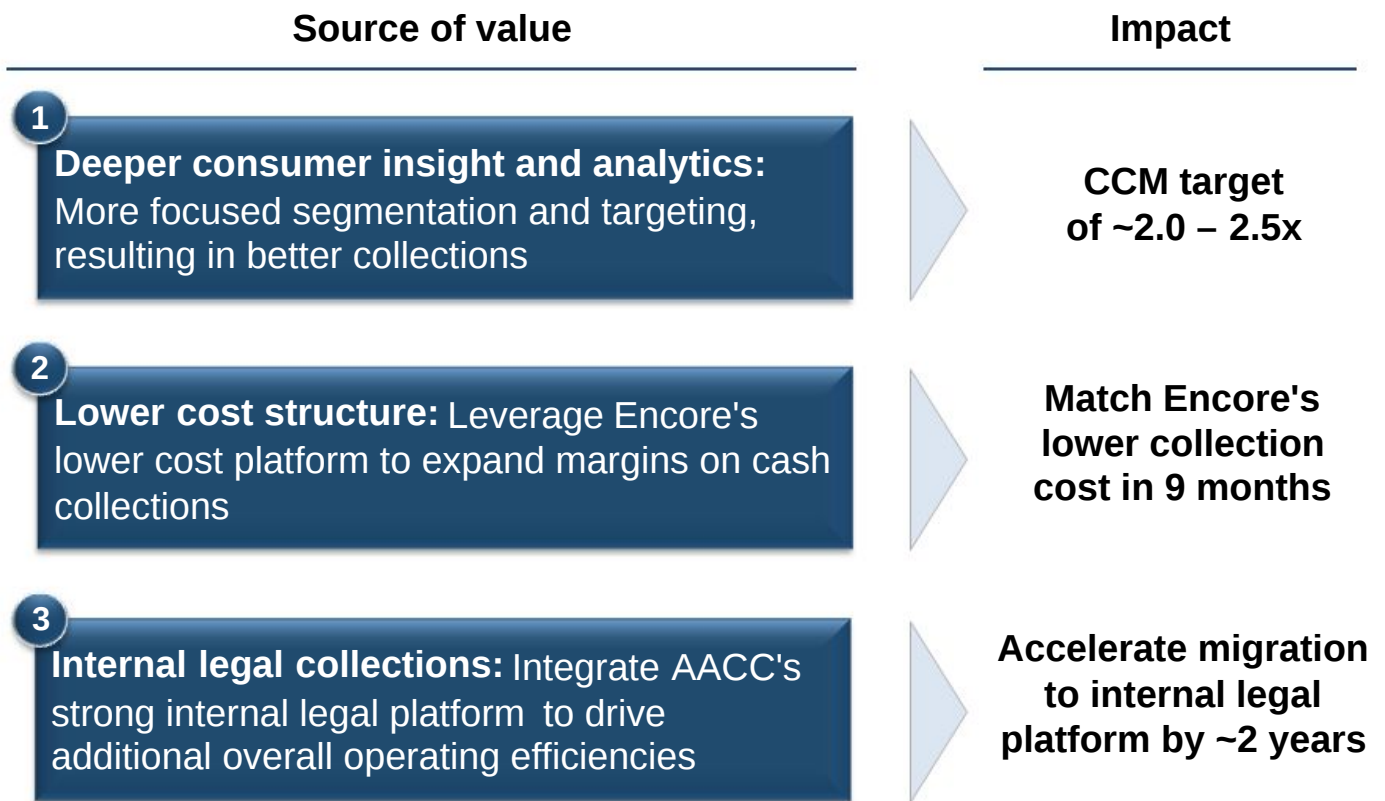 Source of value
Impact
1
Deeper consumer insight and analytics:
More focused segmentation and targeting,
resulting in better collections
CCM target
of ~2.0 – 2.5x
2
Lower cost structure: Leverage Encore's
lower cost platform to expand margins on cash
collections
Match Encore's
lower collection
cost in 9 months
3
Internal legal collections: Integrate AACC's
strong internal legal platform to drive
additional overall operating efficiencies
Accelerate migration
to internal legal
platform by ~2 years